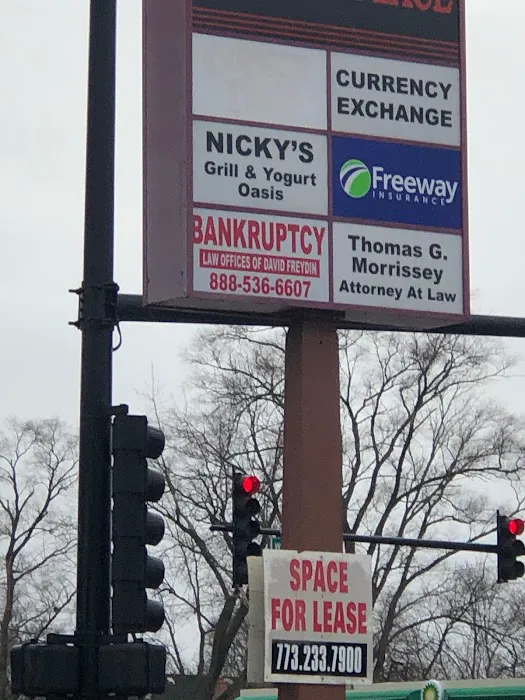 CURRENCY
EXCHANGE
NICKY'S
Grill & Yogurt
Oasis
Freeway
INSURANCE
BANKRUPTCY
LAW OFFICES OF DAVID FREYDIN
888-536-6607
Thomas G.
Morrissey
Attorney At Law
SPACE
FOR LEASE
773.233.7900